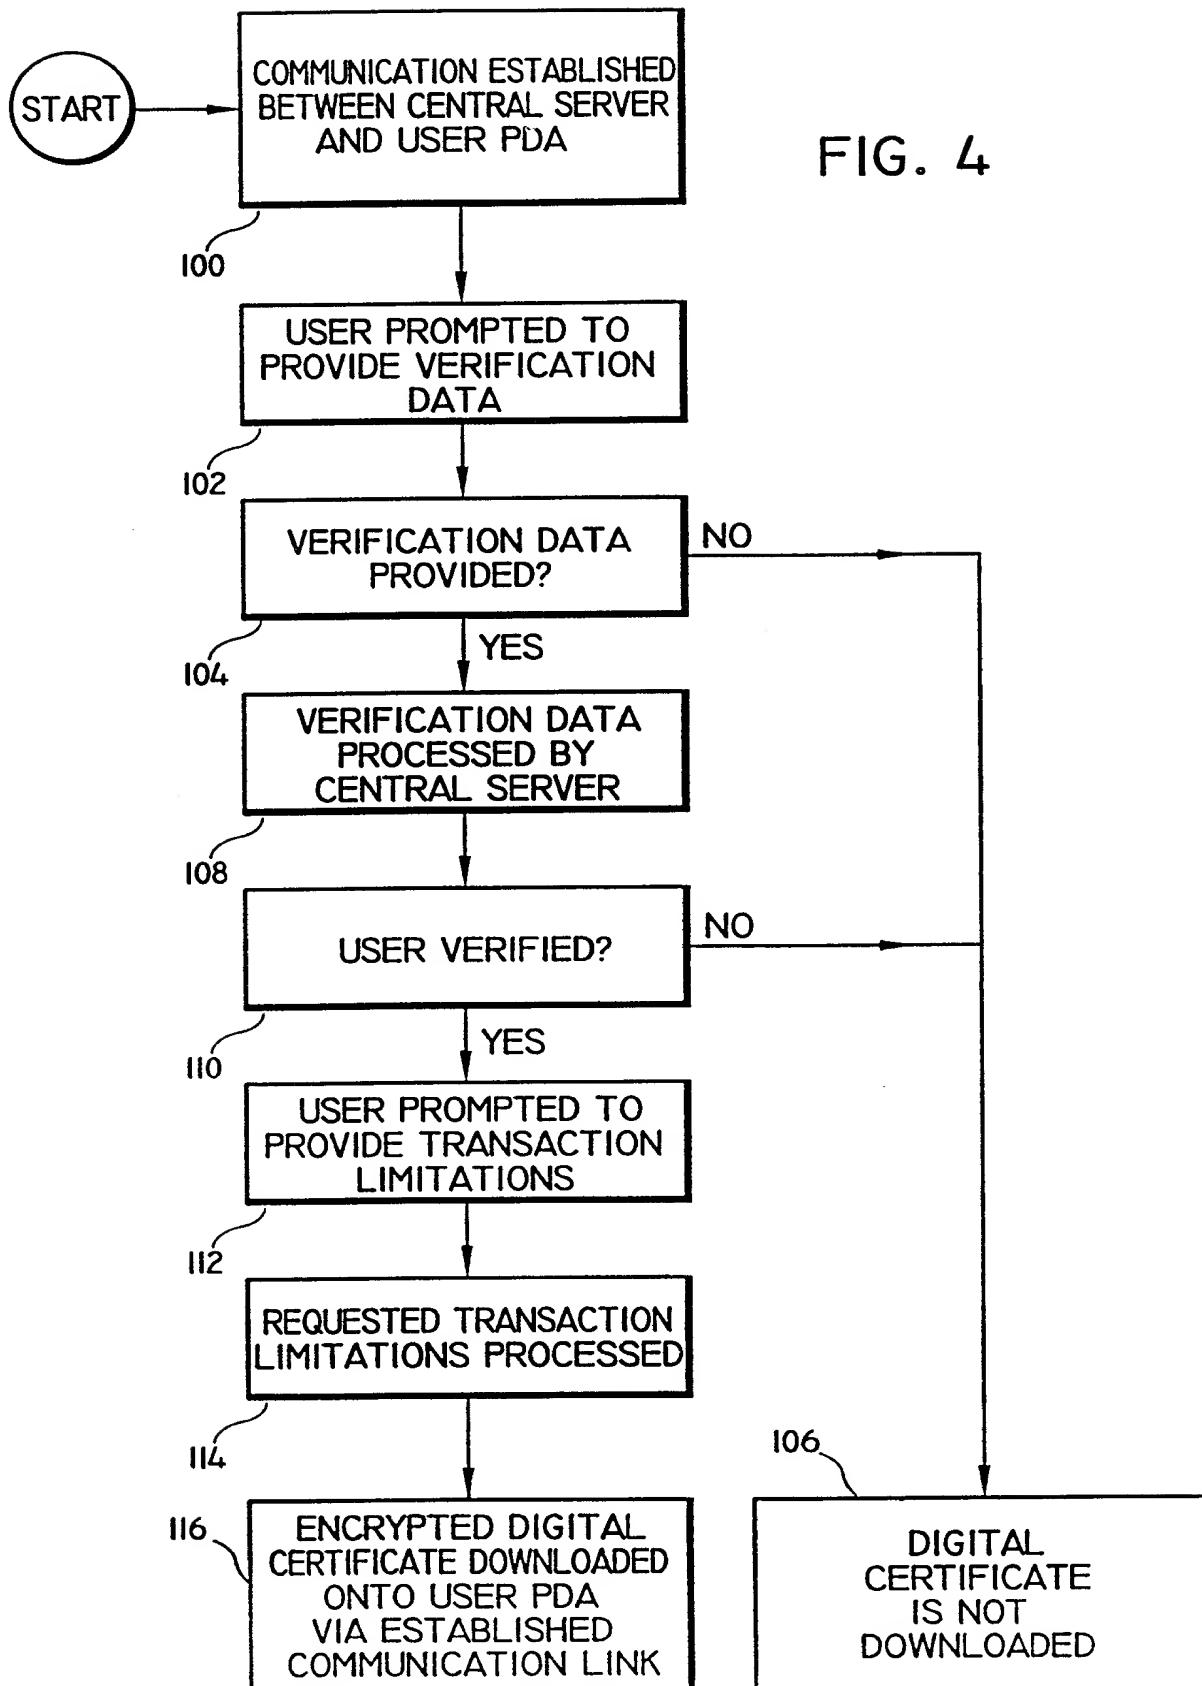 START
COMMUNICATION ESTABLISHED
BETWEEN CENTRAL SERVER
AND USER PDA
FIG. 4
100
USER PROMPTED TO
PROVIDE VERIFICATION
DATA
102
VERIFICATION DATA
PROVIDED?
NO
104
YES
VERIFICATION DATA
PROCESSED BY
CENTRAL SERVER
108
USER VERIFIED?
NO
110
YES
USER PROMPTED TO
PROVIDE TRANSACTION
LIMITATIONS
112
REQUESTED TRANSACTION
LIMITATIONS PROCESSED
114
116
ENCRYPTED DIGITAL
CERTIFICATE DOWNLOADED
ONTO USER PDA
VIA ESTABLISHED
COMMUNICATION LINK
106
DIGITAL
CERTIFICATE
IS NOT
DOWNLOADED